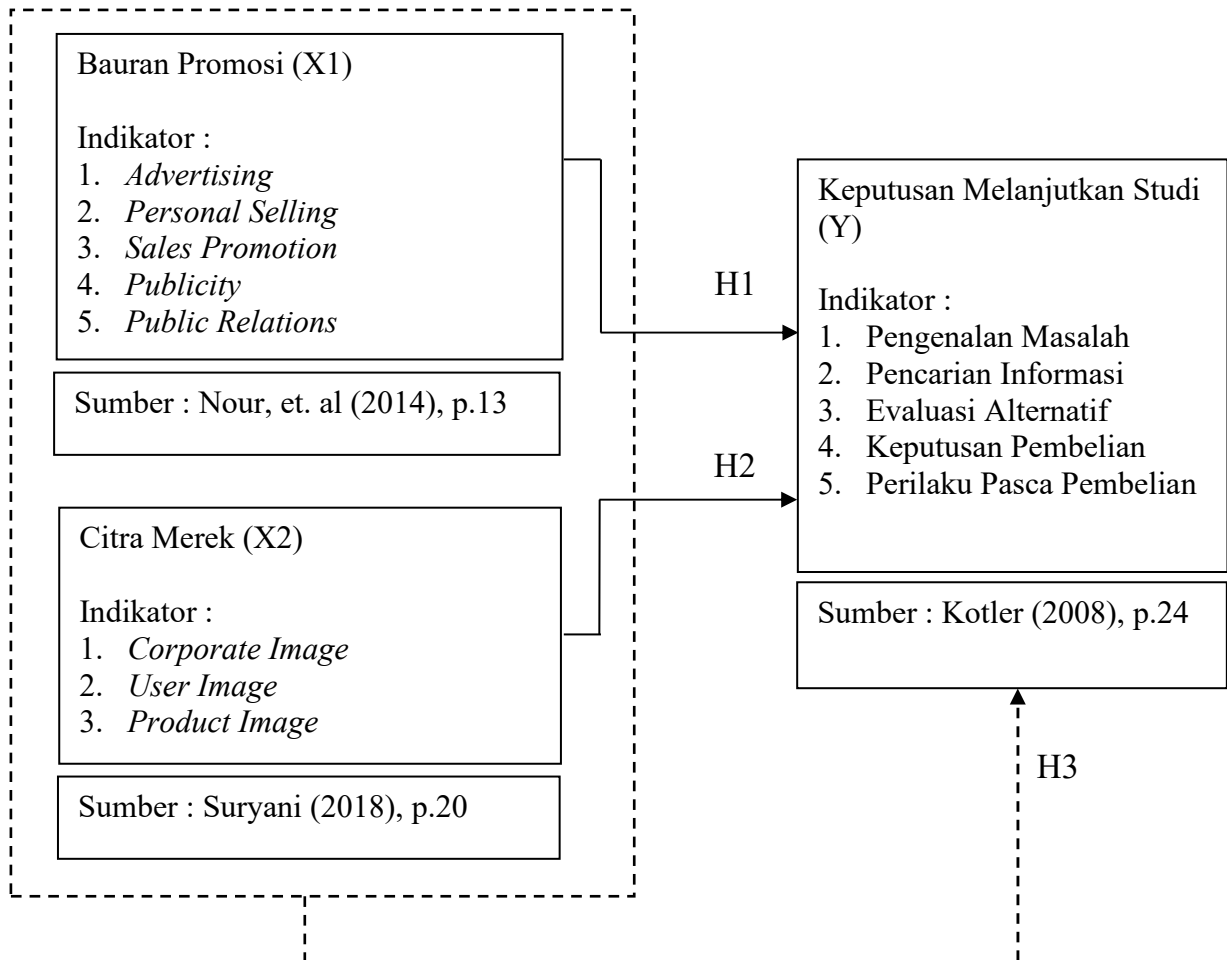 Bauran Promosi (X1)
Indikator :
1. Advertising
2. Personal Selling
3. Sales Promotion
4. Publicity
5. Public Relations
Sumber : Nour, et. al (2014), p.13
Citra Merek (X2)
Indikator :
1. Corporate Image
2. User Image
3. Product Image
Sumber : Suryani (2018), p.20
H1
H2
Keputusan Melanjutkan Studi
(Y)
Indikator :
1. Pengenalan Masalah
2. Pencarian Informasi
3. Evaluasi Alternatif
4. Keputusan Pembelian
5. Perilaku Pasca Pembelian
Sumber : Kotler (2008), p.24
H3